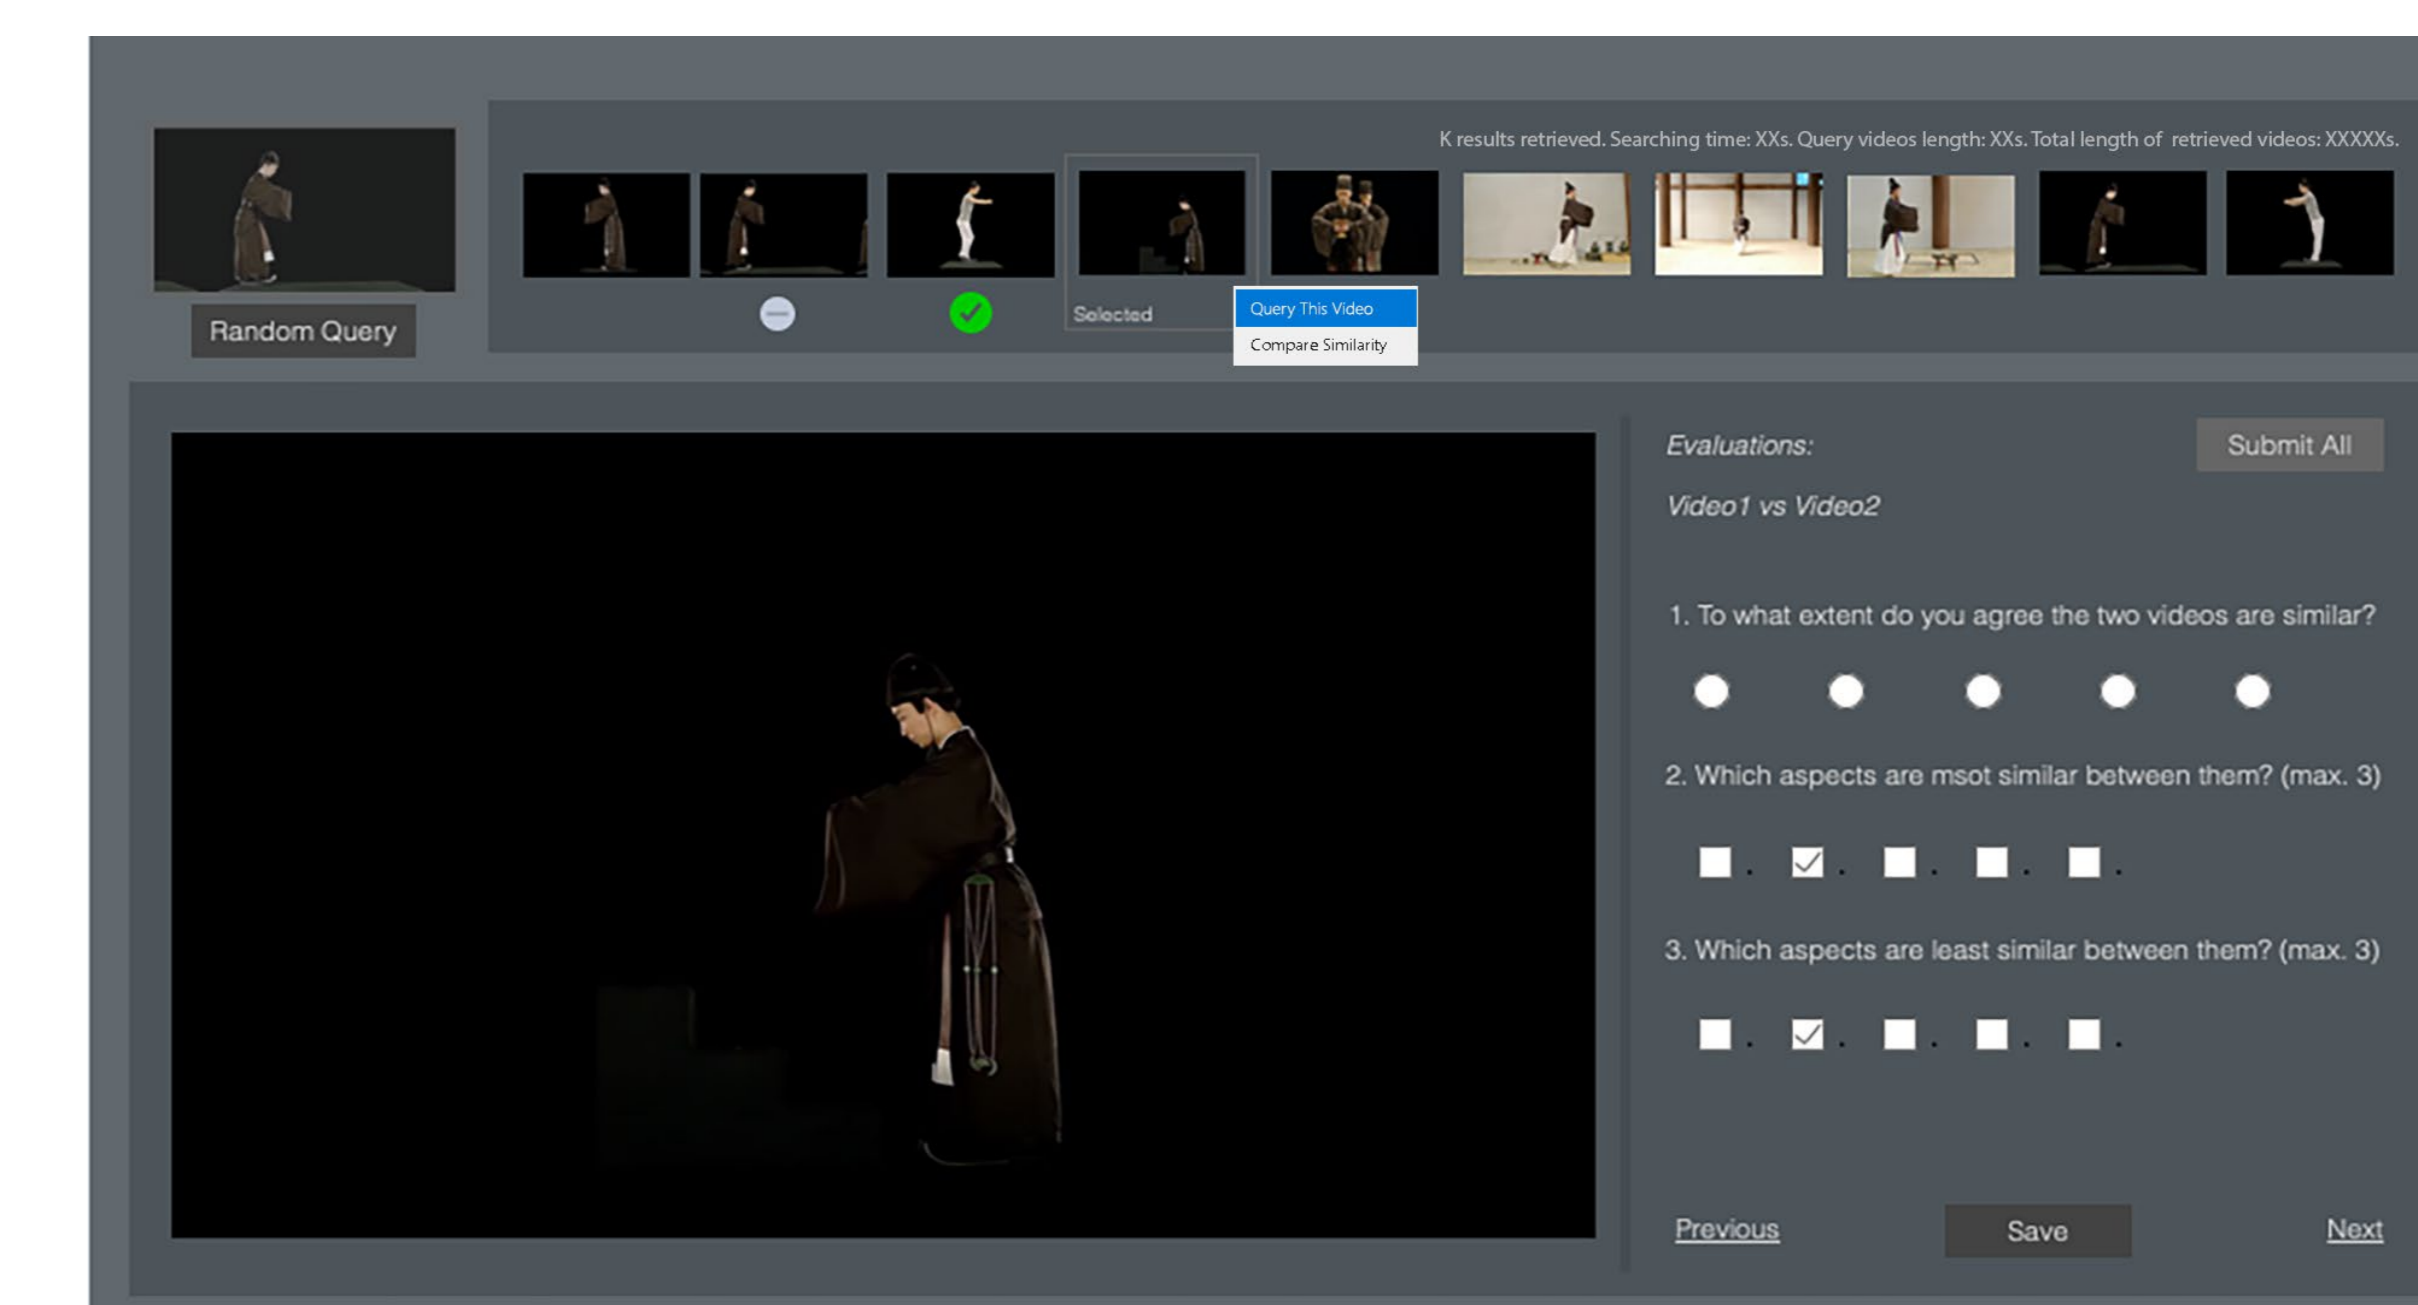 K results retrieved. Searching time: XXs. Query videos length: XXs. Total length of retrieved videos: XXXXXs.
Random Query
Selected
Query This Video
Compare Similarity
Evaluations:
Submit All
Video1 vs Video2
1. To what extent do you agree the two videos are similar?
2. Which aspects are msot similar between them? (max. 3)
3. Which aspects are least similar between them? (max. 3)
Previous
Save
Next